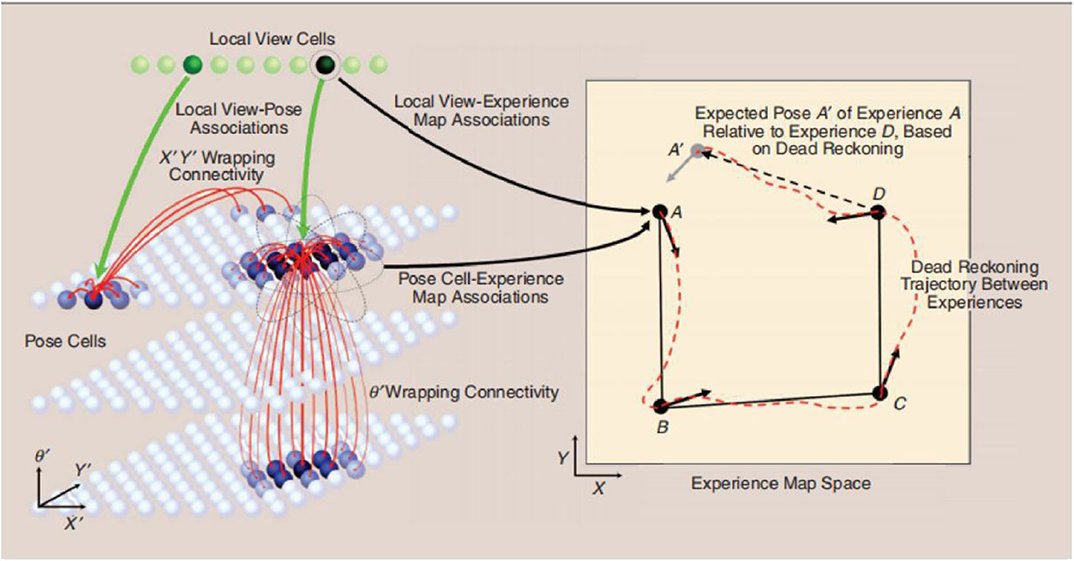 Local View Cells
Local View-Pose
Associations
Local View-Experience
Map Associations
X′ Y′ Wrapping
Connectivity
Expected Pose A′ of Experience A
Relative to Experience D, Based
on Dead Reckoning
A′
D
A
Pose Cell-Experience
Map Associations
Dead Reckoning
Trajectory Between
Experiences
Pose Cells
θ′Wrapping Connectivity
C
B
θ′
Y′
X′
Y
X
Experience Map Space